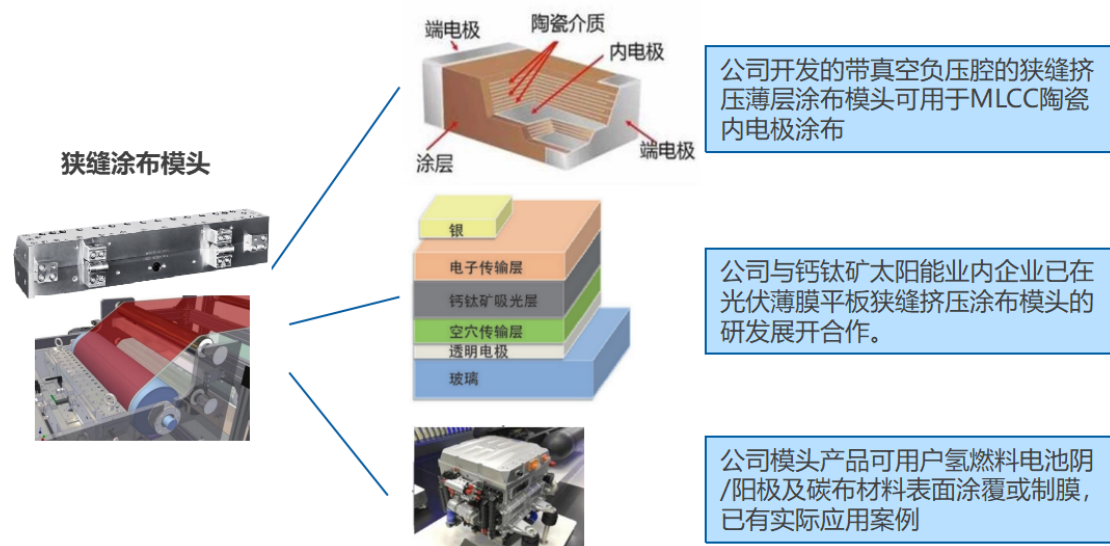 狭缝涂布模头
端电极
陶瓷介质
内电极
涂层
端电极
公司开发的带真空负压腔的狭缝挤
压薄层涂布模头可用于MLCC陶瓷
内电极涂布
银
电子传输层
钙钛矿吸光层
空穴传输层
透明电极
玻璃
公司与钙钛矿太阳能业内企业已在
光伏薄膜平板狭缝挤压涂布模头的
研发展开合作。
公司模头产品可用户氢燃料电池阴
/阳极及碳布材料表面涂覆或制膜，
已有实际应用案例